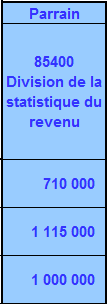 Parrain
85400
Division de la
statistique du
revenu
710 000
1 115 000
1 000 000